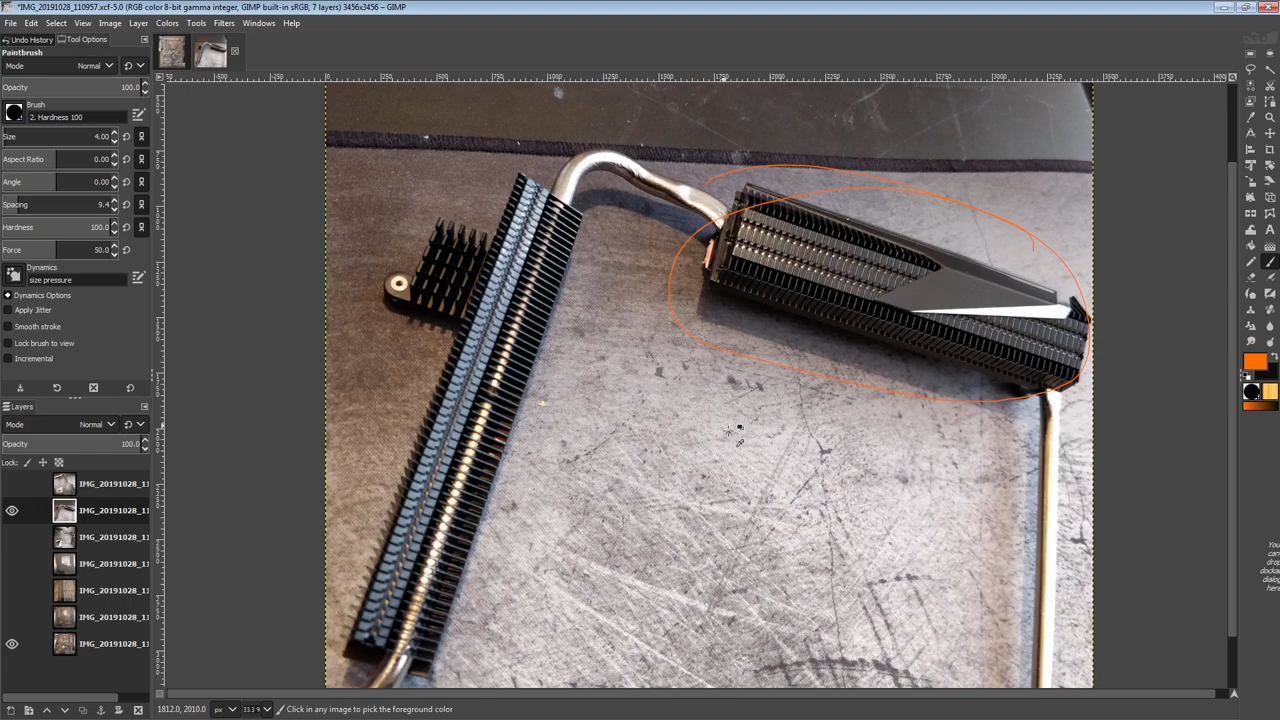 *IMG_20191028_110957.xcf-5.0 (RGB color 8-bit gamma integer, GIMP built-in sRGB, 7 layers) 3456x3456 – GIMP
File Edit Select View Image Layer Colors Tools Filters Windows Help
Undo History Tool Options
Paintbrush
Mode Normal
Opacity 100.0
Brush
2. Hardness 100
Size 4.00
Aspect Ratio 0.00
Angle 0.00
Spacing 9.4
Hardness 100.0
Force 50.0
Dynamics
size pressure
Dynamics Options
Apply Jitter
Smooth stroke
Lock brush to view
Incremental
Layers
Mode Normal
Opacity 100.0
Lock:
IMG_20191028_11
IMG_20191028_11
IMG_20191028_11
IMG_20191028_11
IMG_20191028_11
IMG_20191028_11
IMG_20191028_11
You
drop
dockab
dialog
here
1812.0, 2010.0 px 33.3 % Click in any image to pick the foreground color